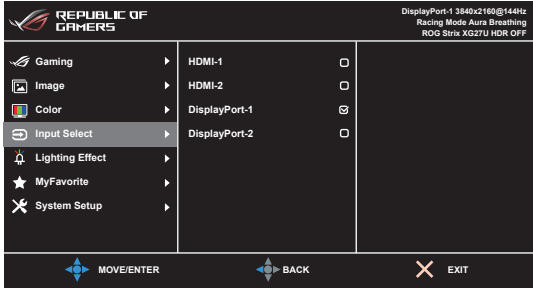 REPUBLIC OF
GAMERS
DisplayPort-1 3840x2160@144Hz
Racing Mode Aura Breathing
ROG Strix XG27U HDR OFF
Gaming
Image
Color
Input Select
Lighting Effect
MyFavorite
System Setup
HDMI-1
HDMI-2
DisplayPort-1
DisplayPort-2
MOVE/ENTER
BACK
EXIT